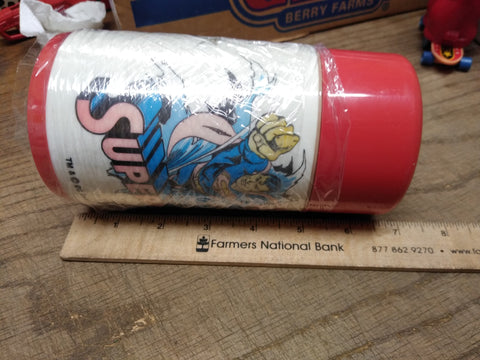 BERRY FARMS
SUPE
TM &
1 2 3 4 5 6 7 8
Farmers National Bank
877 862.9270 •